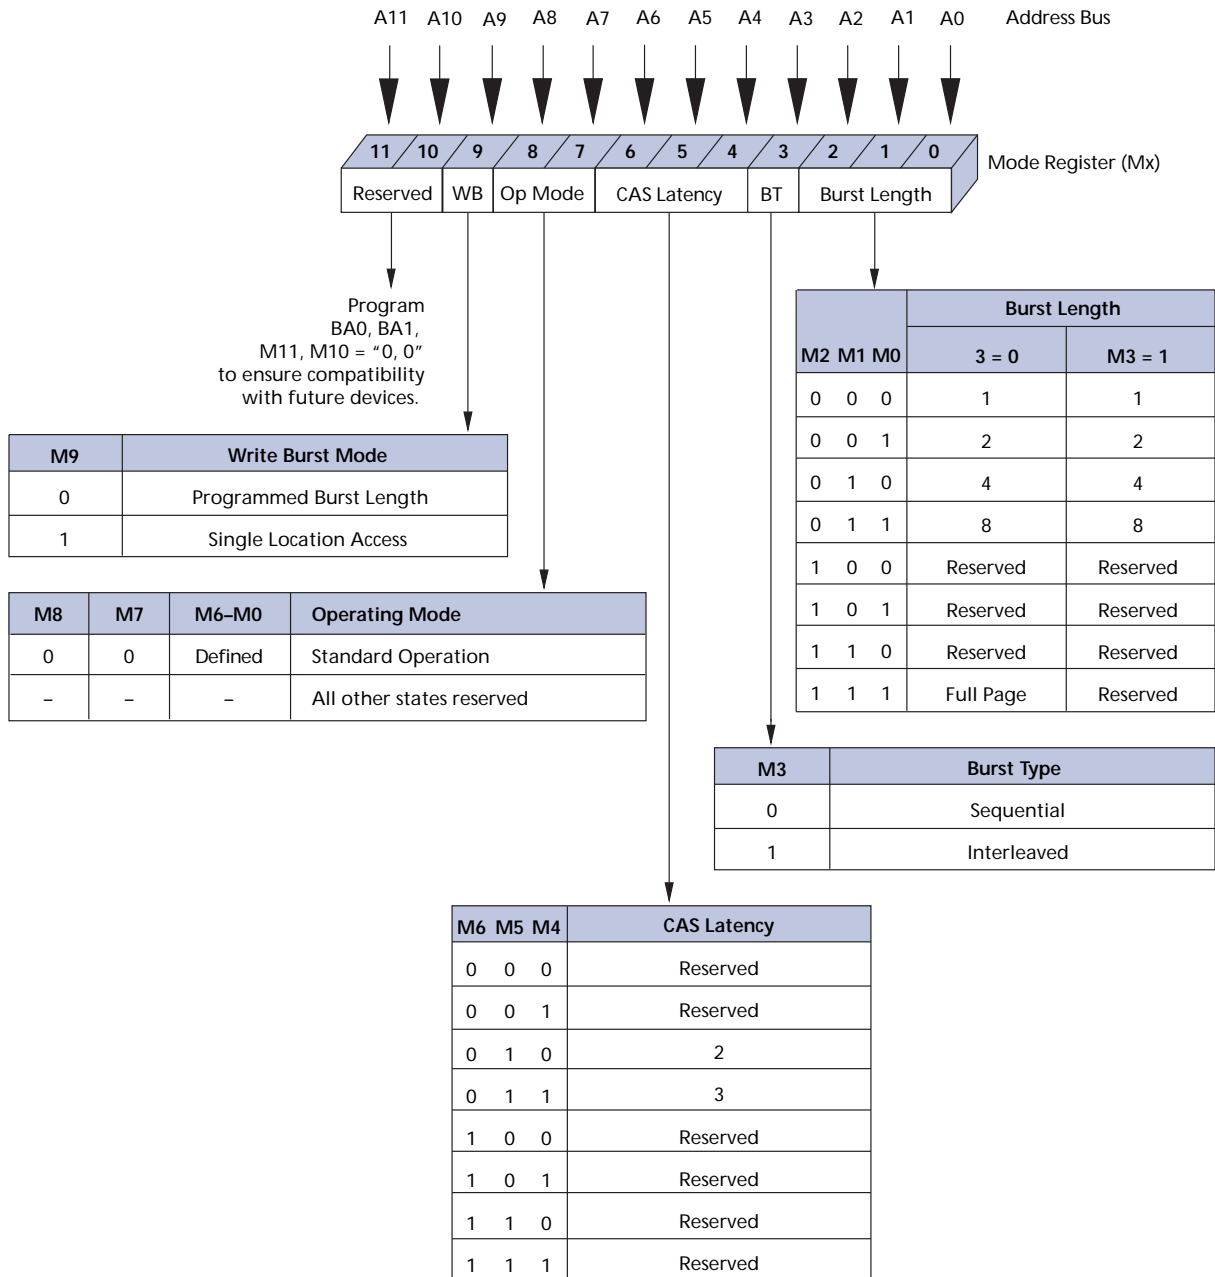 A11 A10 A9 A8 A7 A6 A5 A4 A3 A2 A1 A0 Address Bus
11 10 9 8 7 6 5 4 3 2 1 0
Mode Register (Mx)
Reserved WB Op Mode CAS Latency BT Burst Length
Program
BA0, BA1,
M11, M10 = “0, 0”
to ensure compatibility
with future devices.
Burst Length
M2 M1 M0 3 = 0 M3 = 1
0 0 0 1 1
0 0 1 2 2
0 1 0 4 4
0 1 1 8 8
1 0 0 Reserved Reserved
1 0 1 Reserved Reserved
1 1 0 Reserved Reserved
1 1 1 Full Page Reserved
M9 Write Burst Mode
0 Programmed Burst Length
1 Single Location Access
M8 M7 M6–M0 Operating Mode
0 0 Defined Standard Operation
– – – All other states reserved
M3 Burst Type
0 Sequential
1 Interleaved
M6 M5 M4 CAS Latency
0 0 0 Reserved
0 0 1 Reserved
0 1 0 2
0 1 1 3
1 0 0 Reserved
1 0 1 Reserved
1 1 0 Reserved
1 1 1 Reserved